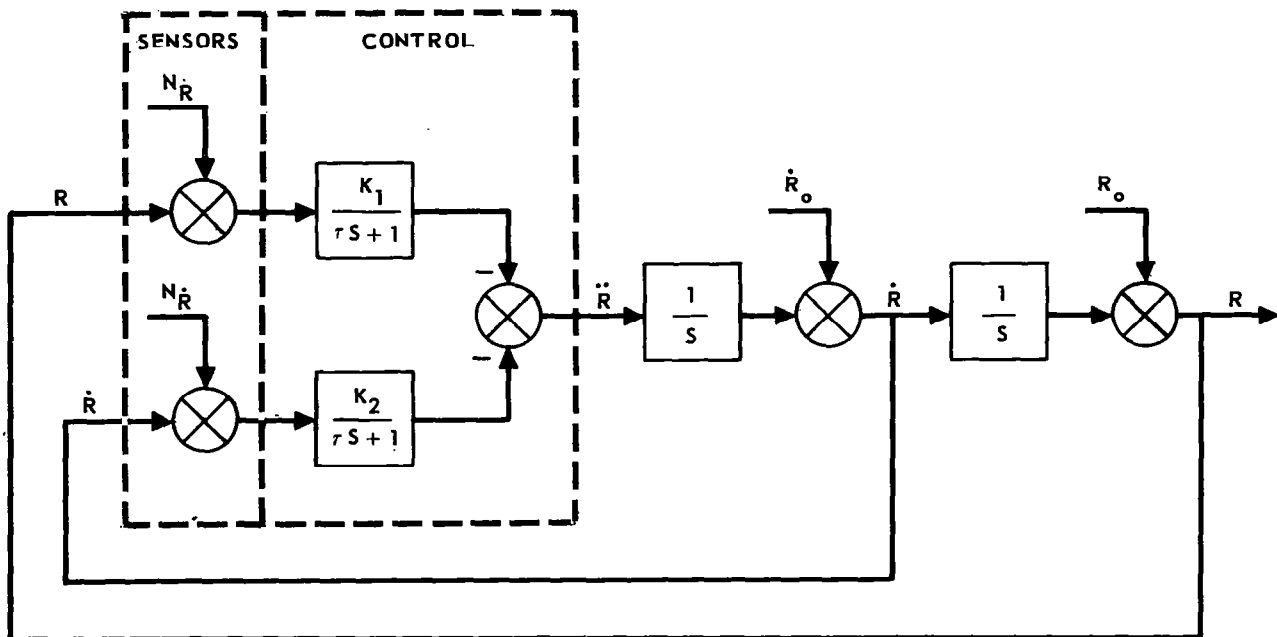 SENSORS
CONTROL
NṘ
R
K₁
τS+1
Ṙₒ
Rₒ
−
R̈
1
S
Ṙ
1
S
R
NṘ
−
Ṙ
K₂
τS+1